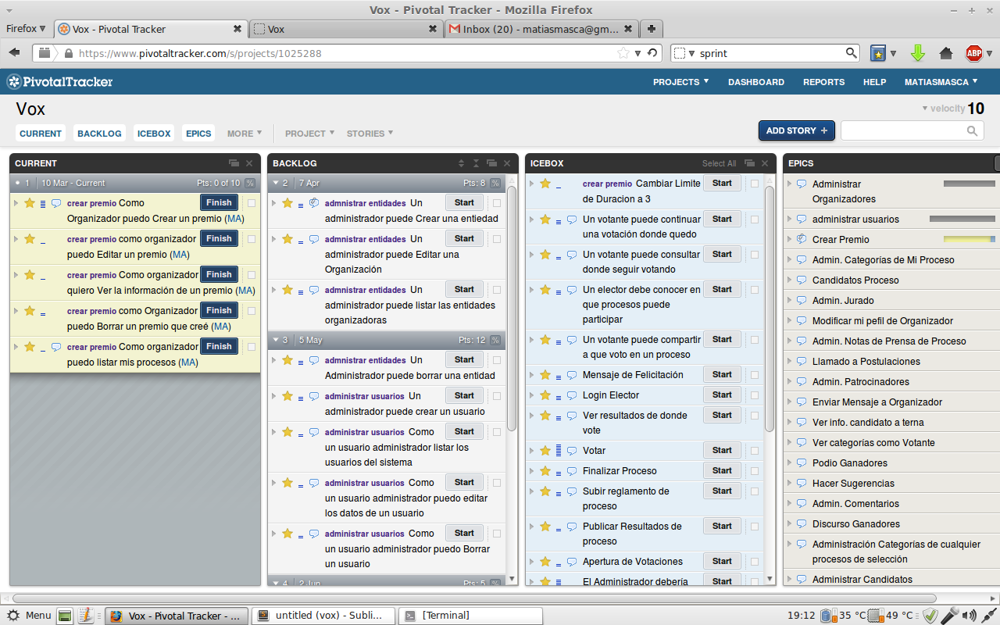 Vox - Pivotal Tracker - Mozilla Firefox
Firefox
Vox - Pivotal Tracker
Vox
Inbox (20) - matiasmasca@gm...
https://www.pivotaltracker.com/s/projects/1025288
sprint
ABP
PivotalTracker
PROJECTS DASHBOARD REPORTS HELP MATIASMASCA
Vox
velocity 10
CURRENT BACKLOG ICEBOX EPICS MORE PROJECT STORIES
ADD STORY +
CURRENT
1 10 Mar - Current Pts: 0 of 10 %
crear premio Como Finish
Organizador puedo Crear un premio (MA)
crear premio como organizador Finish
puedo Editar un premio (MA)
crear premio Como organizador Finish
quiero Ver la información de un premio (MA)
crear premio como Organizador Finish
puedo Borrar un premio que creé (MA)
crear premio Como organizador Finish
puedo listar mis procesos (MA)
BACKLOG
2 7 Apr Pts: 8 %
admnistrar entidades Un Start
administrador puede Crear una entiedad
admnistrar entidades Un Start
administrador puede Editar una
Organización
admnistrar entidades Un Start
administrador puede listar las entidades
organizadoras
3 5 May Pts: 12 %
admnistrar entidades Un Start
Administrador puede borrar una entidad
administrar usuarios Un Start
administrador puede crear un usuario
administrar usuarios Como Start
un usuario administrador listar los
usuarios del sistema
administrar usuarios Como Start
un usuario administrador puedo editar
los datos de un usuario
administrar usuarios Como Start
un usuario administrador puedo Borrar
un usuario
4 2 Jun Pts: 5 %
ICEBOX Select All
crear premio Cambiar Limite Start
de Duracion a 3
Un votante puede continuar Start
una votación donde quedo
Un votante puede consultar Start
donde seguir votando
Un elector debe conocer en Start
que procesos puede
participar
Un votante puede compartir Start
a que voto en un proceso
Mensaje de Felicitación Start
Login Elector Start
Ver resultados de donde Start
vote
Votar Start
Finalizar Proceso Start
Subir reglamento de Start
proceso
Publicar Resultados de Start
proceso
Apertura de Votaciones Start
El Administrador debería Start
EPICS
Administrar
Organizadores
administrar usuarios
Crear Premio
Admn. Categorías de Mi Proceso
Candidatos Proceso
Admn. Jurado
Modificar mi pefil de Organizador
Admn. Notas de Prensa de Proceso
Llamado a Postulaciones
Admn. Patrocinadores
Enviar Mensaje a Organizador
Ver info. candidato a terna
Ver categorías como Votante
Podio Ganadores
Hacer Sugerencias
Admn. Comentarios
Discurso Ganadores
Administración Categorías de cualquier
procesos de selección
Administrar Candidatos
Menu
Vox - Pivotal Tracker - ...
untitled (vox) - Subli...
[Terminal]
19:12 35 °C 49 °C